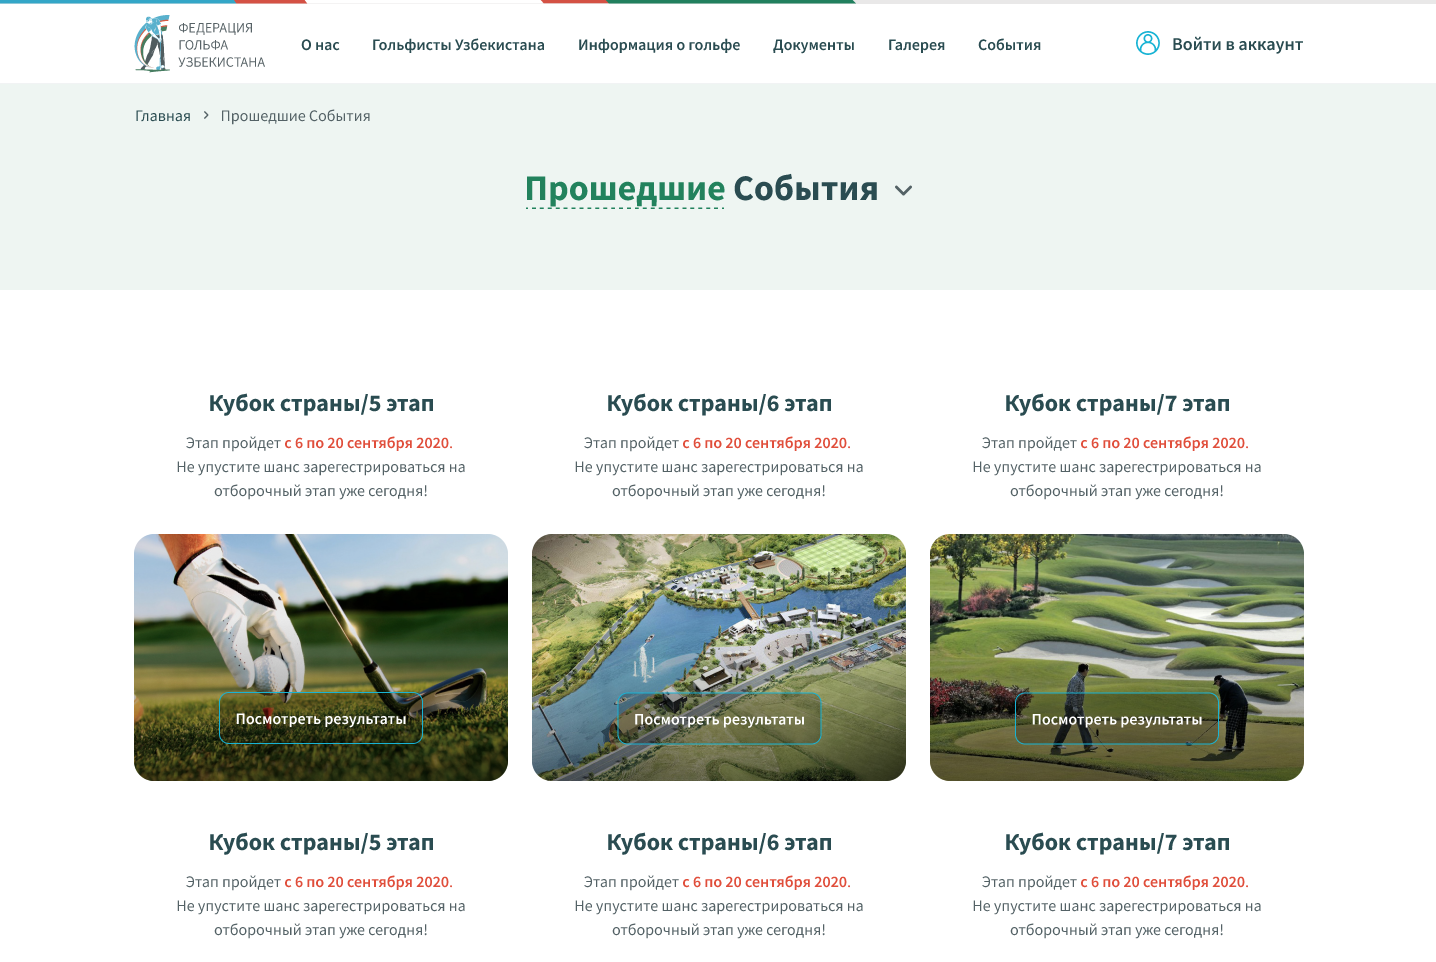 ФЕДЕРАЦИЯ
ГОЛЬФА
УЗБЕКИСТАНА
О нас
Гольфисты Узбекистана
Информация о гольфе
Документы
Галерея
События
Войти в аккаунт
Главная
Прошедшие События
Прошедшие События
Кубок страны/5 этап
Этап пройдет с 6 по 20 сентября 2020.
Не упустите шанс зарегестрироваться на
отборочный этап уже сегодня!
Посмотреть результаты
Кубок страны/6 этап
Этап пройдет с 6 по 20 сентября 2020.
Не упустите шанс зарегестрироваться на
отборочный этап уже сегодня!
Посмотреть результаты
Кубок страны/7 этап
Этап пройдет с 6 по 20 сентября 2020.
Не упустите шанс зарегестрироваться на
отборочный этап уже сегодня!
Посмотреть результаты
Кубок страны/5 этап
Этап пройдет с 6 по 20 сентября 2020.
Не упустите шанс зарегестрироваться на
отборочный этап уже сегодня!
Кубок страны/6 этап
Этап пройдет с 6 по 20 сентября 2020.
Не упустите шанс зарегестрироваться на
отборочный этап уже сегодня!
Кубок страны/7 этап
Этап пройдет с 6 по 20 сентября 2020.
Не упустите шанс зарегестрироваться на
отборочный этап уже сегодня!